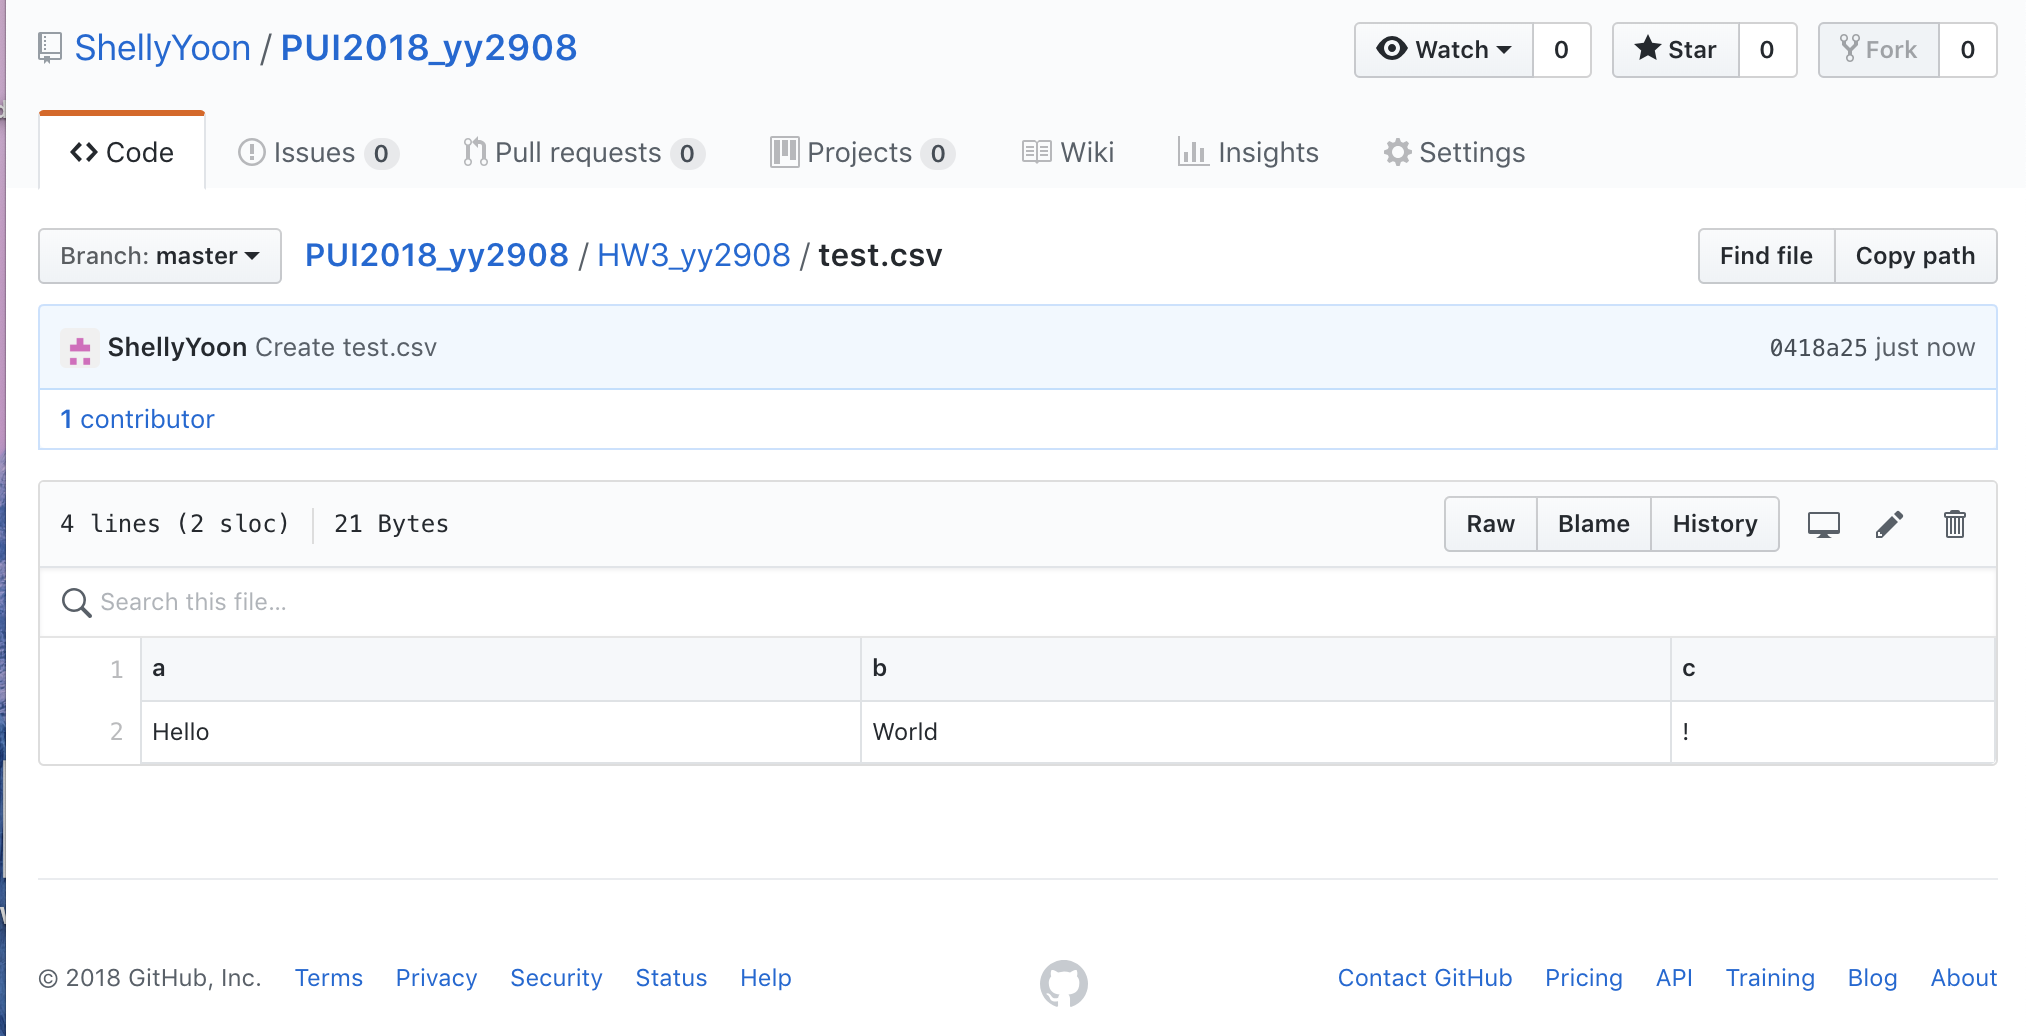 ShellyYoon / PUI2018_yy2908
Watch 0 Star 0 Fork 0
Code Issues 0 Pull requests 0 Projects 0 Wiki Insights Settings
Branch: master PUI2018_yy2908 / HW3_yy2908 / test.csv Find file Copy path
ShellyYoon Create test.csv 0418a25 just now
1 contributor
4 lines (2 sloc) 21 Bytes Raw Blame History
Search this file...
1 a b c
2 Hello World !
© 2018 GitHub, Inc. Terms Privacy Security Status Help Contact GitHub Pricing API Training Blog About